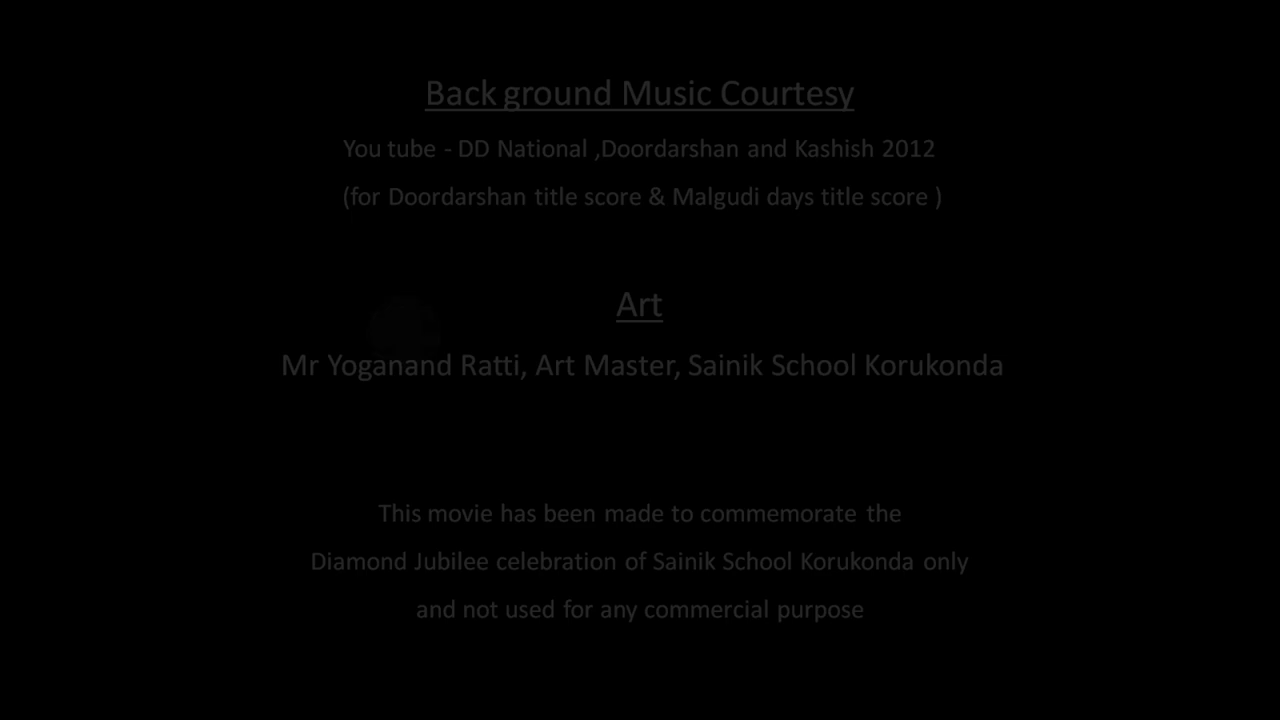 Back ground Music Courtesy
You tube - DD National ,Doordarshan and Kashish 2012
(for Doordarshan title score & Malgudi days title score )
Art
Mr Yoganand Ratti, Art Master, Sainik School Korukonda
This movie has been made to commemorate the
Diamond Jubilee celebration of Sainik School Korukonda only
and not used for any commercial purpose